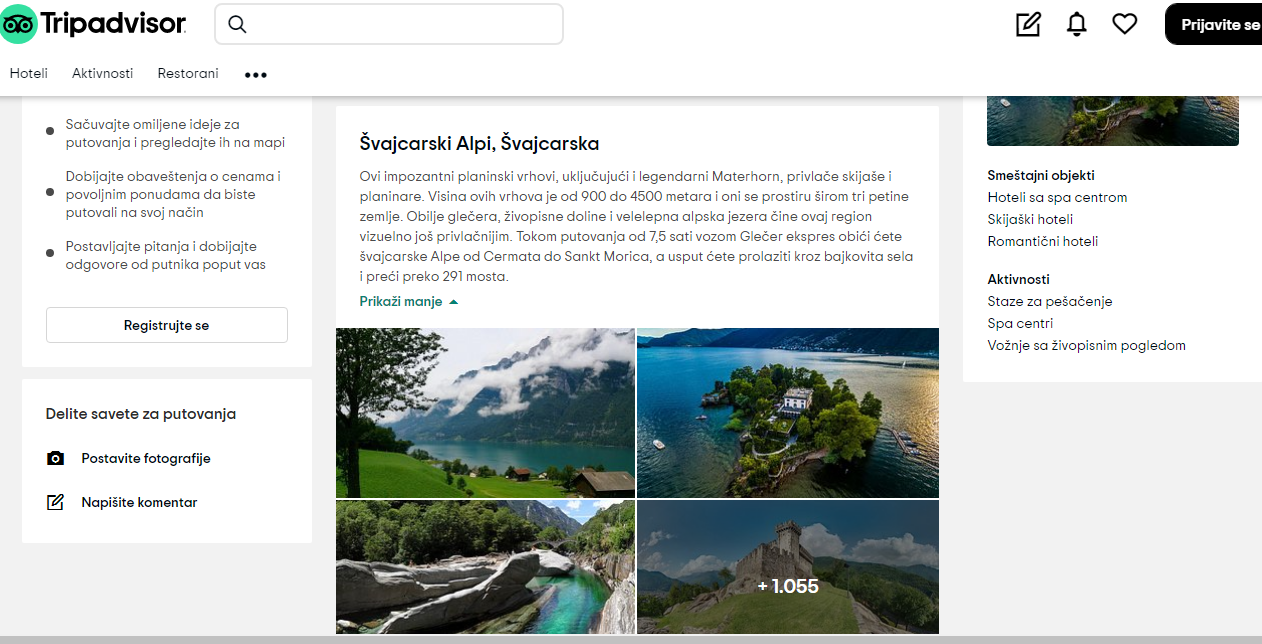 Tripadvisor
Prijavite se
Hoteli
Aktivnosti
Restorani
Sačuvajte omiljene ideje za
putovanja i pregledajte ih na mapi
Dobijajte obaveštenja o cenama i
povoljnim ponudama da biste
putovali na svoj način
Postavljajte pitanja i dobijajte
odgovore od putnika poput vas
Registrujte se
Delite savete za putovanja
Postavite fotografije
Napišite komentar
Švajcarski Alpi, Švajcarska
Ovi impozantni planinski vrhovi, uključujući i legendarni Materhorn, privlače skijaše i
planinare. Visina ovih vrhova je od 900 do 4500 metara i oni se prostiru širom tri petine
zemlje. Obilje glečera, živopisne doline i velelepna alpska jezera čine ovaj region
vizuelno još privlačnijim. Tokom putovanja od 7,5 sati vozom Glečer ekspres obići ćete
švajcarske Alpe od Cermata do Sankt Morica, a usput ćete prolaziti kroz bajkovita sela
i preći preko 291 mosta.
Prikaži manje
+ 1.055
Smeštajni objekti
Hoteli sa spa centrom
Skijaški hoteli
Romantični hoteli
Aktivnosti
Staze za pešačenje
Spa centri
Vožnje sa živopisnim pogledom